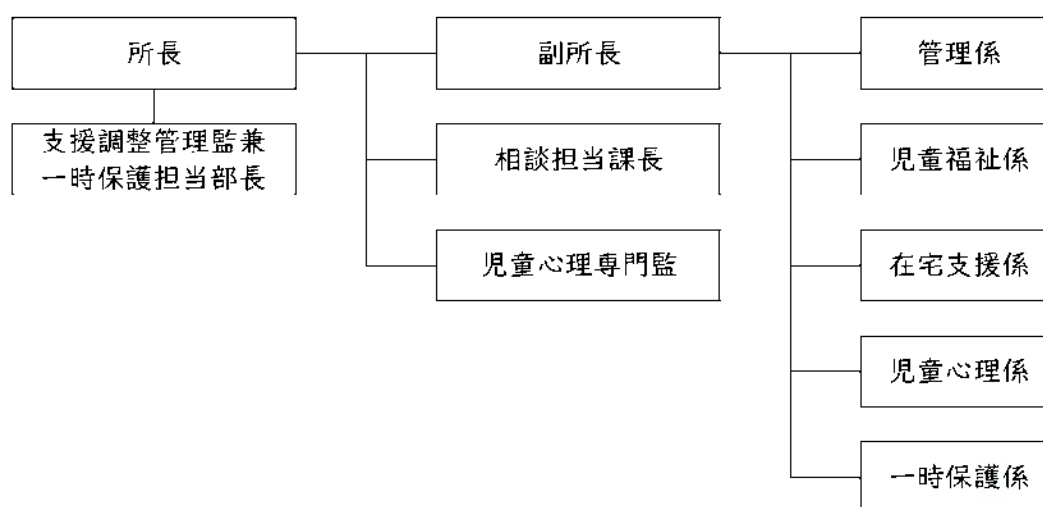 所長
副所長
管理係
支援調整管理監兼
一時保護担当部長
相談担当課長
児童福祉係
児童心理専門監
在宅支援係
児童心理係
一時保護係